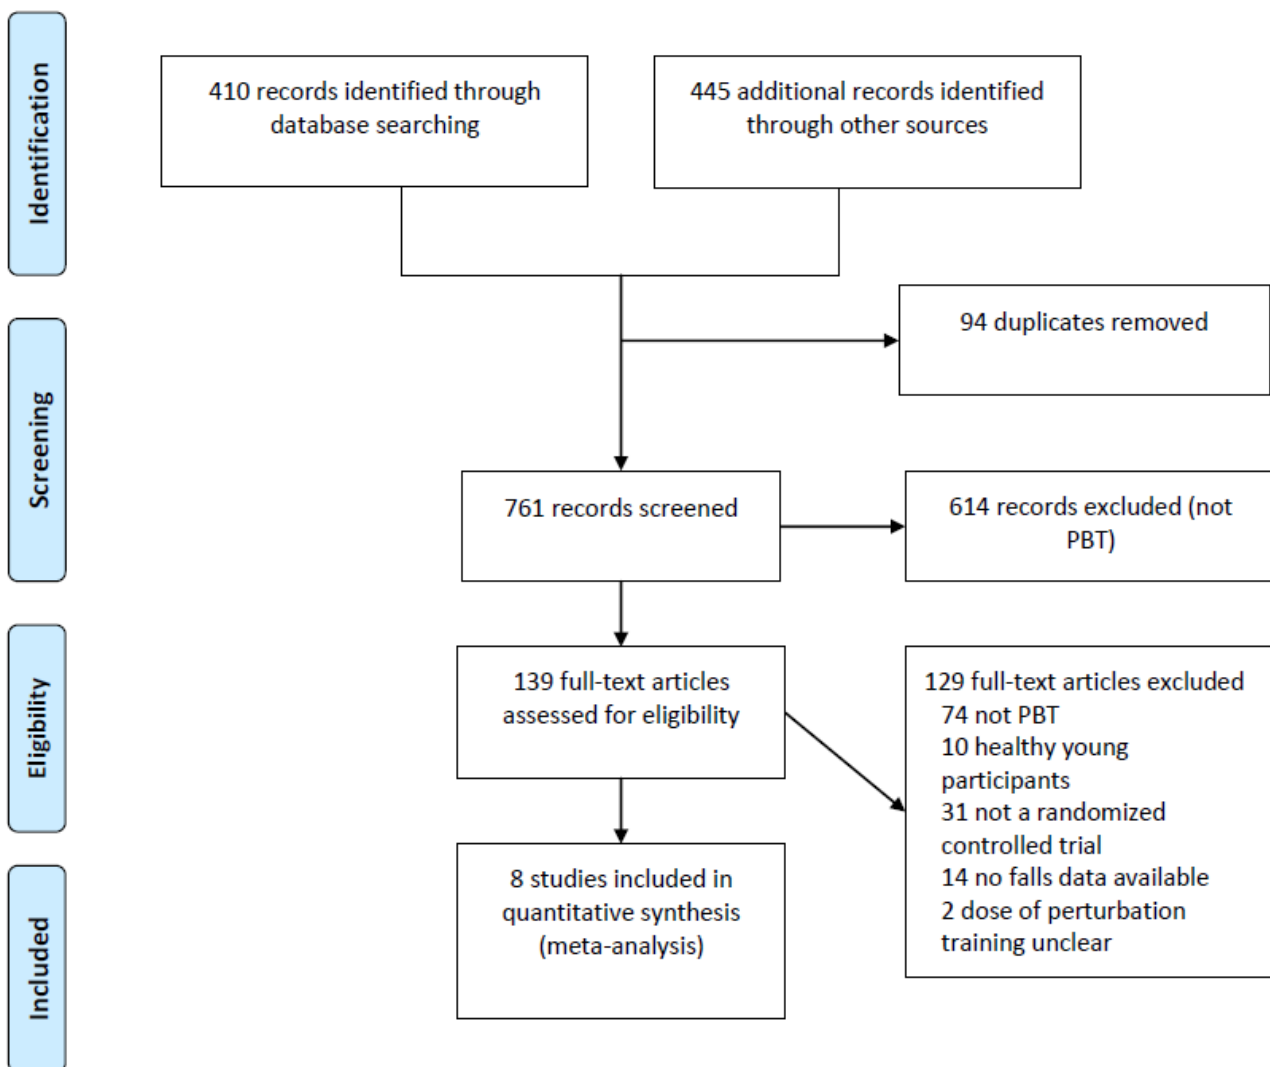 Identification
410 records identified through
database searching
445 additional records identified
through other sources
94 duplicates removed
Screening
761 records screened
614 records excluded (not
PBT)
Eligibility
139 full-text articles
assessed for eligibility
129 full-text articles excluded
74 not PBT
10 healthy young
participants
31 not a randomized
controlled trial
14 no falls data available
2 dose of perturbation
training unclear
Included
8 studies included in
quantitative synthesis
(meta-analysis)